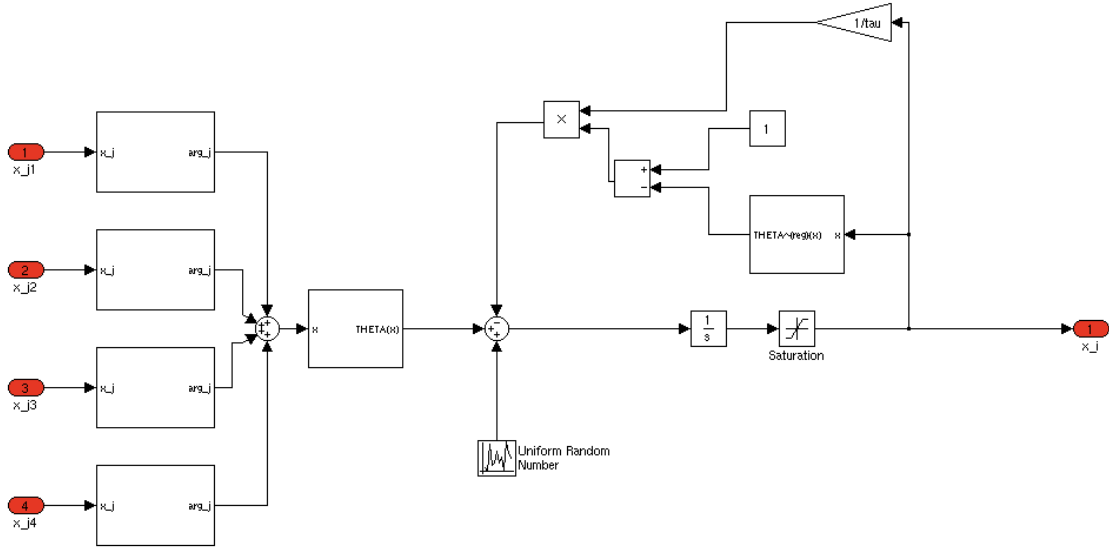 1/tau
×
1
+
−
THETA~(reg)(x) x
1 x_j arg_j
x_j1
2 x_j arg_j
x_j2
+ + + +
x THETA(x)
+ − +
1
s
Saturation
1
x_i
3 x_j arg_j
x_j3
Uniform Random
Number
4 x_j arg_j
x_j4